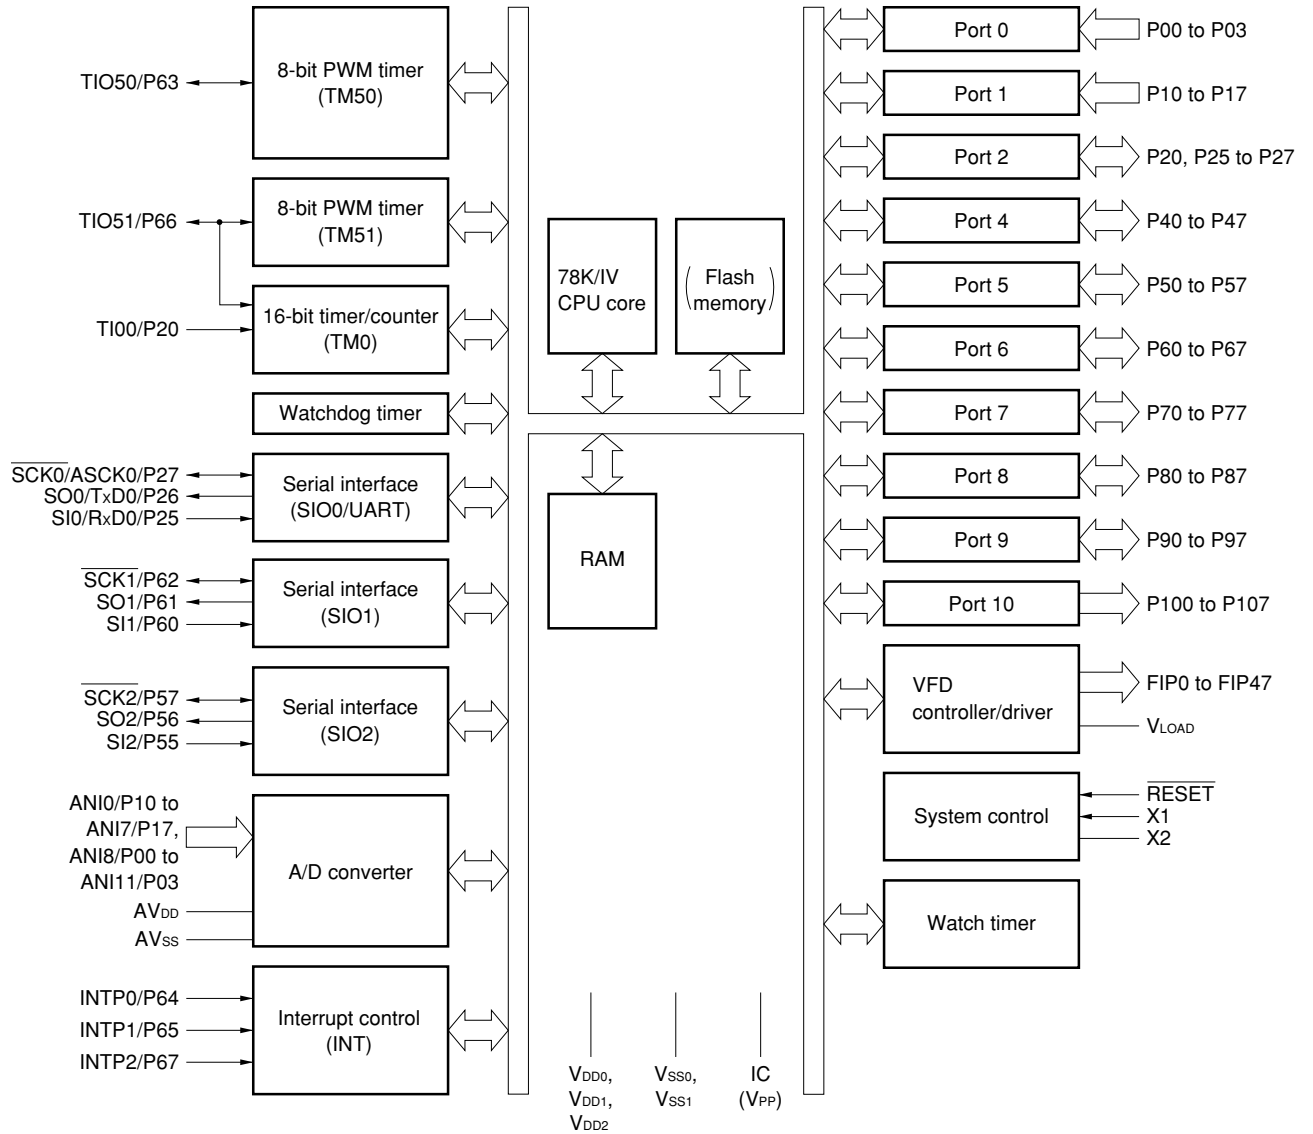 TIO50/P63
8-bit PWM timer
(TM50)
TIO51/P66
8-bit PWM timer
(TM51)
TI00/P20
16-bit timer/counter
(TM0)
Watchdog timer
SCK0/ASCK0/P27
SO0/TxD0/P26
SI0/RxD0/P25
Serial interface
(SIO0/UART)
SCK1/P62
SO1/P61
SI1/P60
Serial interface
(SIO1)
SCK2/P57
SO2/P56
SI2/P55
Serial interface
(SIO2)
ANI0/P10 to
ANI7/P17,
ANI8/P00 to
ANI11/P03
AVDD
AVSS
A/D converter
INTP0/P64
INTP1/P65
INTP2/P67
Interrupt control
(INT)
78K/IV
CPU core
(Flash
memory)
RAM
VDD0,
VDD1,
VDD2
VSS0,
VSS1
IC
(VPP)
Port 0
P00 to P03
Port 1
P10 to P17
Port 2
P20, P25 to P27
Port 4
P40 to P47
Port 5
P50 to P57
Port 6
P60 to P67
Port 7
P70 to P77
Port 8
P80 to P87
Port 9
P90 to P97
Port 10
P100 to P107
VFD
controller/driver
FIP0 to FIP47
VLOAD
System control
RESET
X1
X2
Watch timer